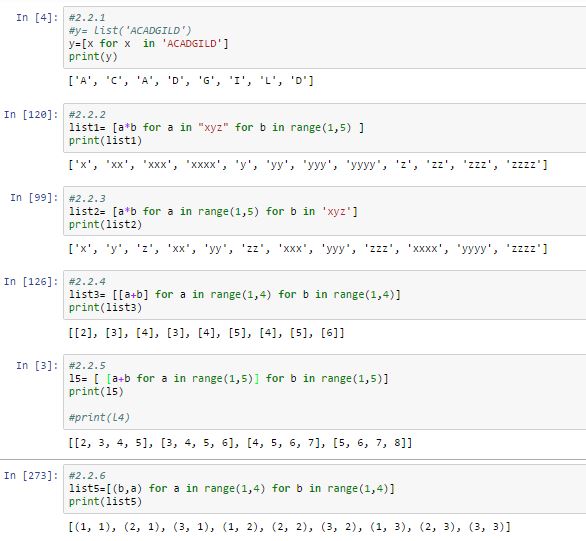 In [4]: #2.2.1
#y= list('ACADGILD')
y=[x for x  in 'ACADGILD']
print(y)
['A', 'C', 'A', 'D', 'G', 'I', 'L', 'D']
In [120]: #2.2.2
list1= [a*b for a in "xyz" for b in range(1,5) ]
print(list1)
['x', 'xx', 'xxx', 'xxxx', 'y', 'yy', 'yyy', 'yyyy', 'z', 'zz', 'zzz', 'zzzz']
In [99]: #2.2.3
list2= [a*b for a in range(1,5) for b in 'xyz']
print(list2)
['x', 'y', 'z', 'xx', 'yy', 'zz', 'xxx', 'yyy', 'zzz', 'xxxx', 'yyyy', 'zzzz']
In [126]: #2.2.4
list3= [[a+b] for a in range(1,4) for b in range(1,4)]
print(list3)
[[2], [3], [4], [3], [4], [5], [4], [5], [6]]
In [3]: #2.2.5
l5= [ [a+b for a in range(1,5)] for b in range(1,5)]
print(l5)
#print(L4)
[[2, 3, 4, 5], [3, 4, 5, 6], [4, 5, 6, 7], [5, 6, 7, 8]]
In [273]: #2.2.6
list5=[(b,a) for a in range(1,4) for b in range(1,4)]
print(list5)
[(1, 1), (2, 1), (3, 1), (1, 2), (2, 2), (3, 2), (1, 3), (2, 3), (3, 3)]